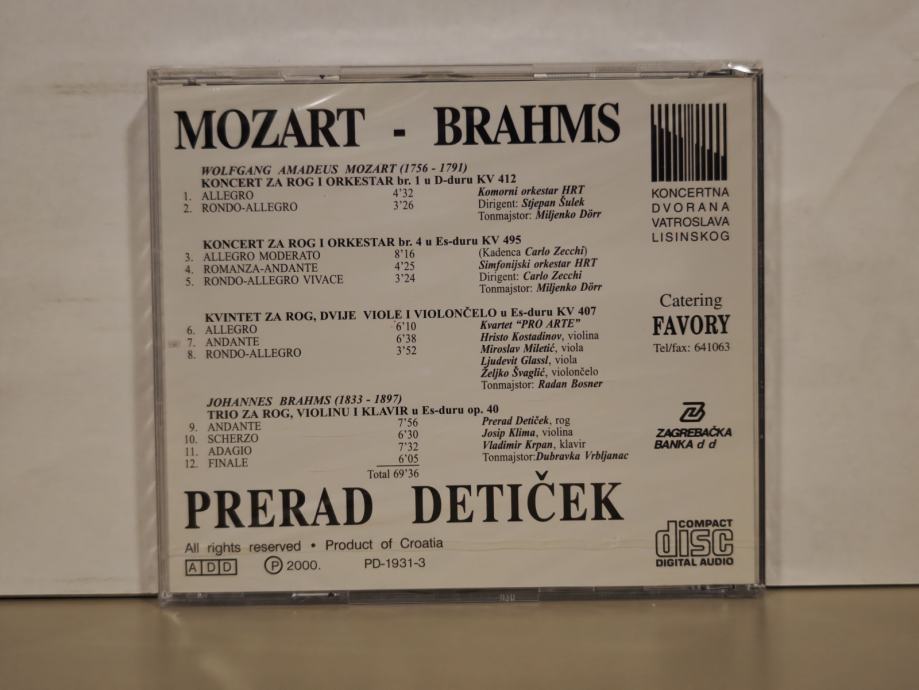 MOZART - BRAHMS
WOLFGANG AMADEUS MOZART (1756 - 1791)
KONCERT ZA ROG I ORKESTAR br. 1 u D-duru KV 412
1. ALLEGRO 4'32 Komorni orkestar HRT
2. RONDO-ALLEGRO 3'26 Dirigent: Stjepan Šulek
Tonmajstor: Miljenko Dörr
KONCERT ZA ROG I ORKESTAR br. 4 u Es-duru KV 495
3. ALLEGRO MODERATO 8'16 (Kadenca Carlo Zecchi)
4. ROMANZA-ANDANTE 4'25 Simfonijski orkestar HRT
5. RONDO-ALLEGRO VIVACE 3'24 Dirigent: Carlo Zecchi
Tonmajstor: Miljenko Dörr
KVINTET ZA ROG, DVIJE VIOLE I VIOLONČELO u Es-duru KV 407
6. ALLEGRO 6'10 Kvartet "PRO ARTE"
7. ANDANTE 6'38 Hristo Kostadinov, violina
8. RONDO-ALLEGRO 3'52 Miroslav Miletić, viola
Ljudevit Glassl, viola
Željko Švaglić, violončelo
Tonmajstor: Radan Bosner
JOHANNES BRAHMS (1833 - 1897)
TRIO ZA ROG, VIOLINU I KLAVIR u Es-duru op. 40
9. ANDANTE 7'56 Prerad Detiček, rog
10. SCHERZO 6'30 Josip Klima, violina
11. ADAGIO 7'32 Vladimir Krpan, klavir
12. FINALE 6'05 Tonmajstor:Dubravka Vrbljanac
Total 69'36
PRERAD DETIČEK
All rights reserved • Product of Croatia
ADD Ⓟ 2000. PD-1931-3
KONCERTNA
DVORANA
VATROSLAVA
LISINSKOG
Catering
FAVORY
Tel/fax: 641063
ZAGREBAČKA
BANKA d d
COMPACT
disc
DIGITAL AUDIO